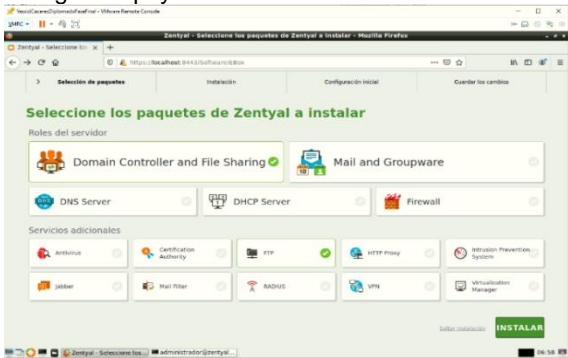 YesidCaceresDiplomadoFaseFinal - VMware Remote Console
VMRC
Zentyal - Seleccione los paquetes de Zentyal a instalar - Mozilla Firefox
Zentyal - Seleccione los
https://localhost:8443/Software/EBox
Selección de paquetes
Instalación
Configuración inicial
Guardar los cambios
Seleccione los paquetes de Zentyal a instalar
Roles del servidor
Domain Controller and File Sharing
Mail and Groupware
DNS Server
DHCP Server
Firewall
Servicios adicionales
Antivirus
Certification
Authority
FTP
HTTP Proxy
Intrusion Prevention
System
Jabber
Mail Filter
RADIUS
VPN
Virtualization
Manager
Saltar instalación
INSTALAR
Zentyal - Seleccione los...
administrador@zentyal...
06:58